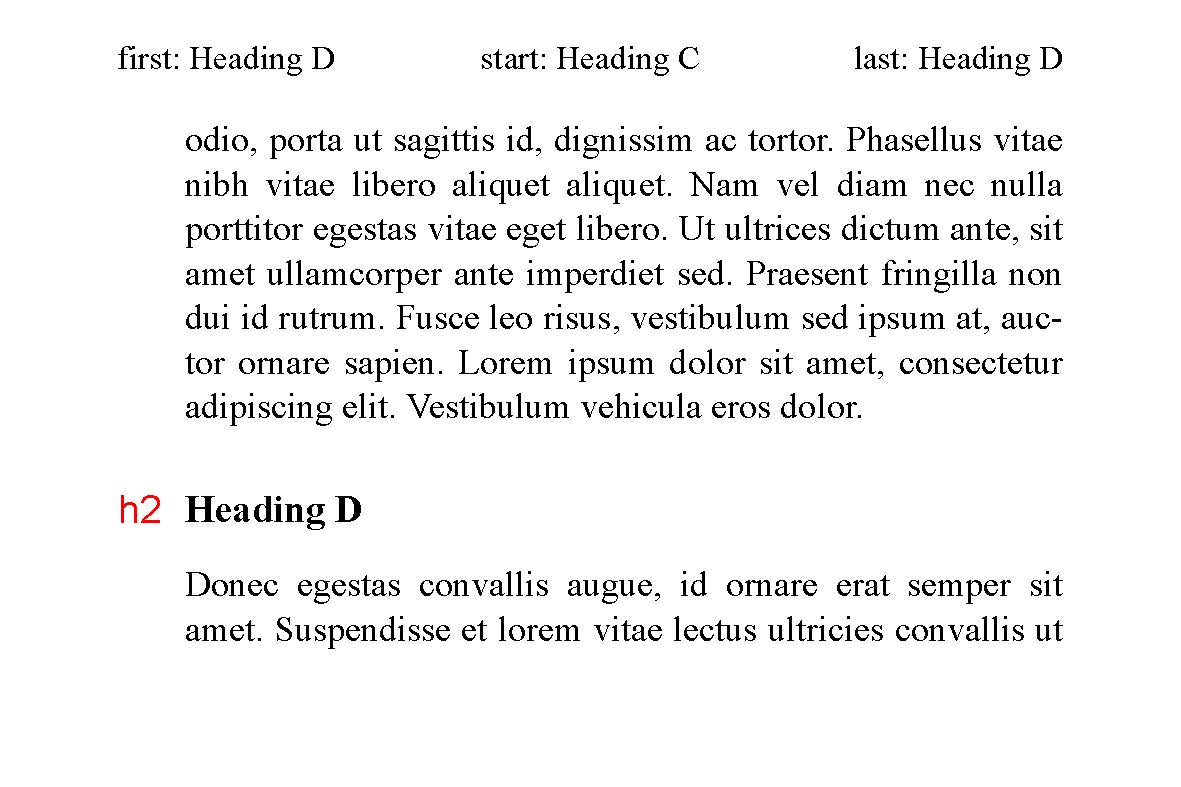 first: Heading D start: Heading C last: Heading D
odio, porta ut sagittis id, dignissim ac tortor. Phasellus vitae
nibh vitae libero aliquet aliquet. Nam vel diam nec nulla
porttitor egestas vitae eget libero. Ut ultrices dictum ante, sit
amet ullamcorper ante imperdiet sed. Praesent fringilla non
dui id rutrum. Fusce leo risus, vestibulum sed ipsum at, auc-
tor ornare sapien. Lorem ipsum dolor sit amet, consectetur
adipiscing elit. Vestibulum vehicula eros dolor.
h2 Heading D
Donec egestas convallis augue, id ornare erat semper sit
amet. Suspendisse et lorem vitae lectus ultricies convallis ut